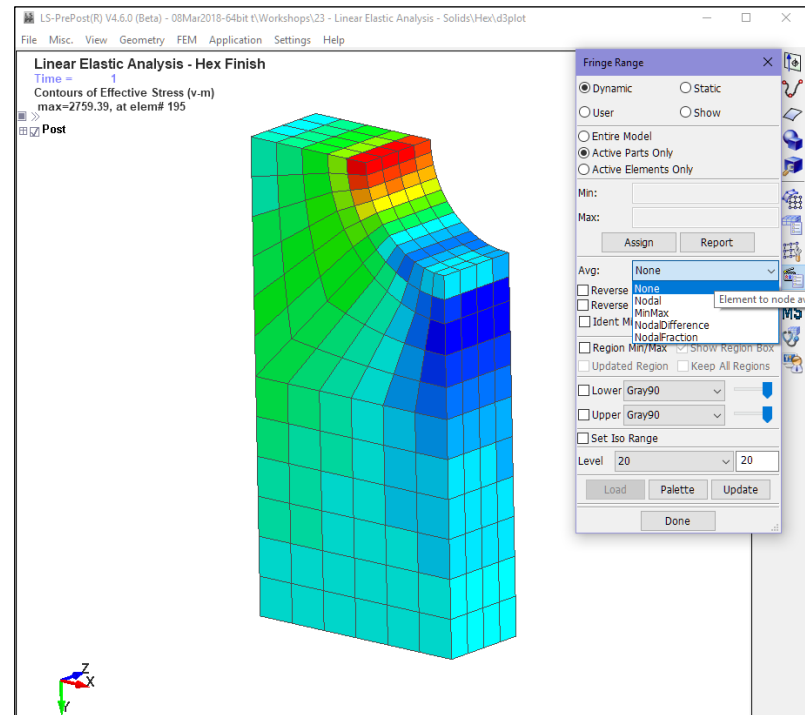 LS-PrePost(R) V4.6.0 (Beta) - 08Mar2018-64bit t\Workshops\23 - Linear Elastic Analysis - Solids\Hex\d3plot
File Misc. View Geometry FEM Application Settings Help
Linear Elastic Analysis - Hex Finish
Time = 1
Contours of Effective Stress (v-m)
max=2759.39, at elem# 195
Post
Z
X
Y
Fringe Range
Dynamic Static
User Show
Entire Model
Active Parts Only
Active Elements Only
Min:
Max:
Assign Report
Avg: None
Reverse None
Element to node av
Reverse Nodal
MinMax
Ident Mi NodalDifference
NodalFraction
MS
Region Min/Max Show Region Box
Updated Region Keep All Regions
Lower Gray90
Upper Gray90
Set Iso Range
Level 20 20
Load Palette Update
Done